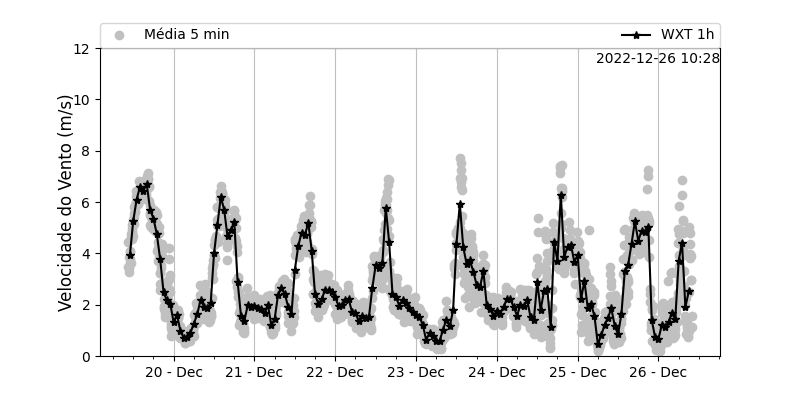 Média 5 min
WXT 1h
2022-12-26 10:28
Velocidade do Vento (m/s)
12
10
8
6
4
2
0
20 - Dec
21 - Dec
22 - Dec
23 - Dec
24 - Dec
25 - Dec
26 - Dec